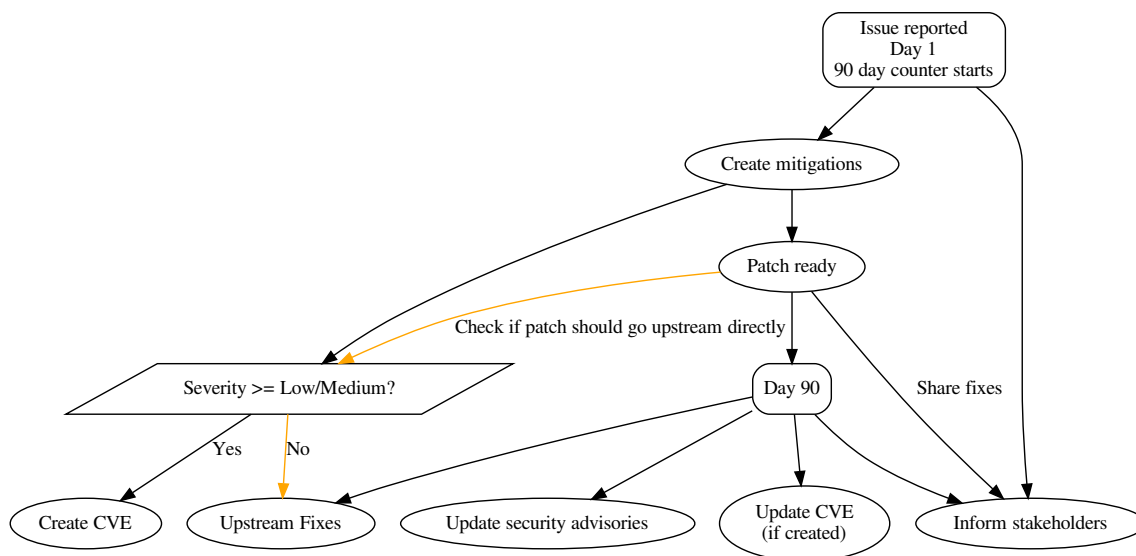 Issue reported
Day 1
90 day counter starts
Create mitigations
Patch ready
Check if patch should go upstream directly
Severity >= Low/Medium?
Day 90
Share fixes
Yes
No
Create CVE
Upstream Fixes
Update security advisories
Update CVE
(if created)
Inform stakeholders